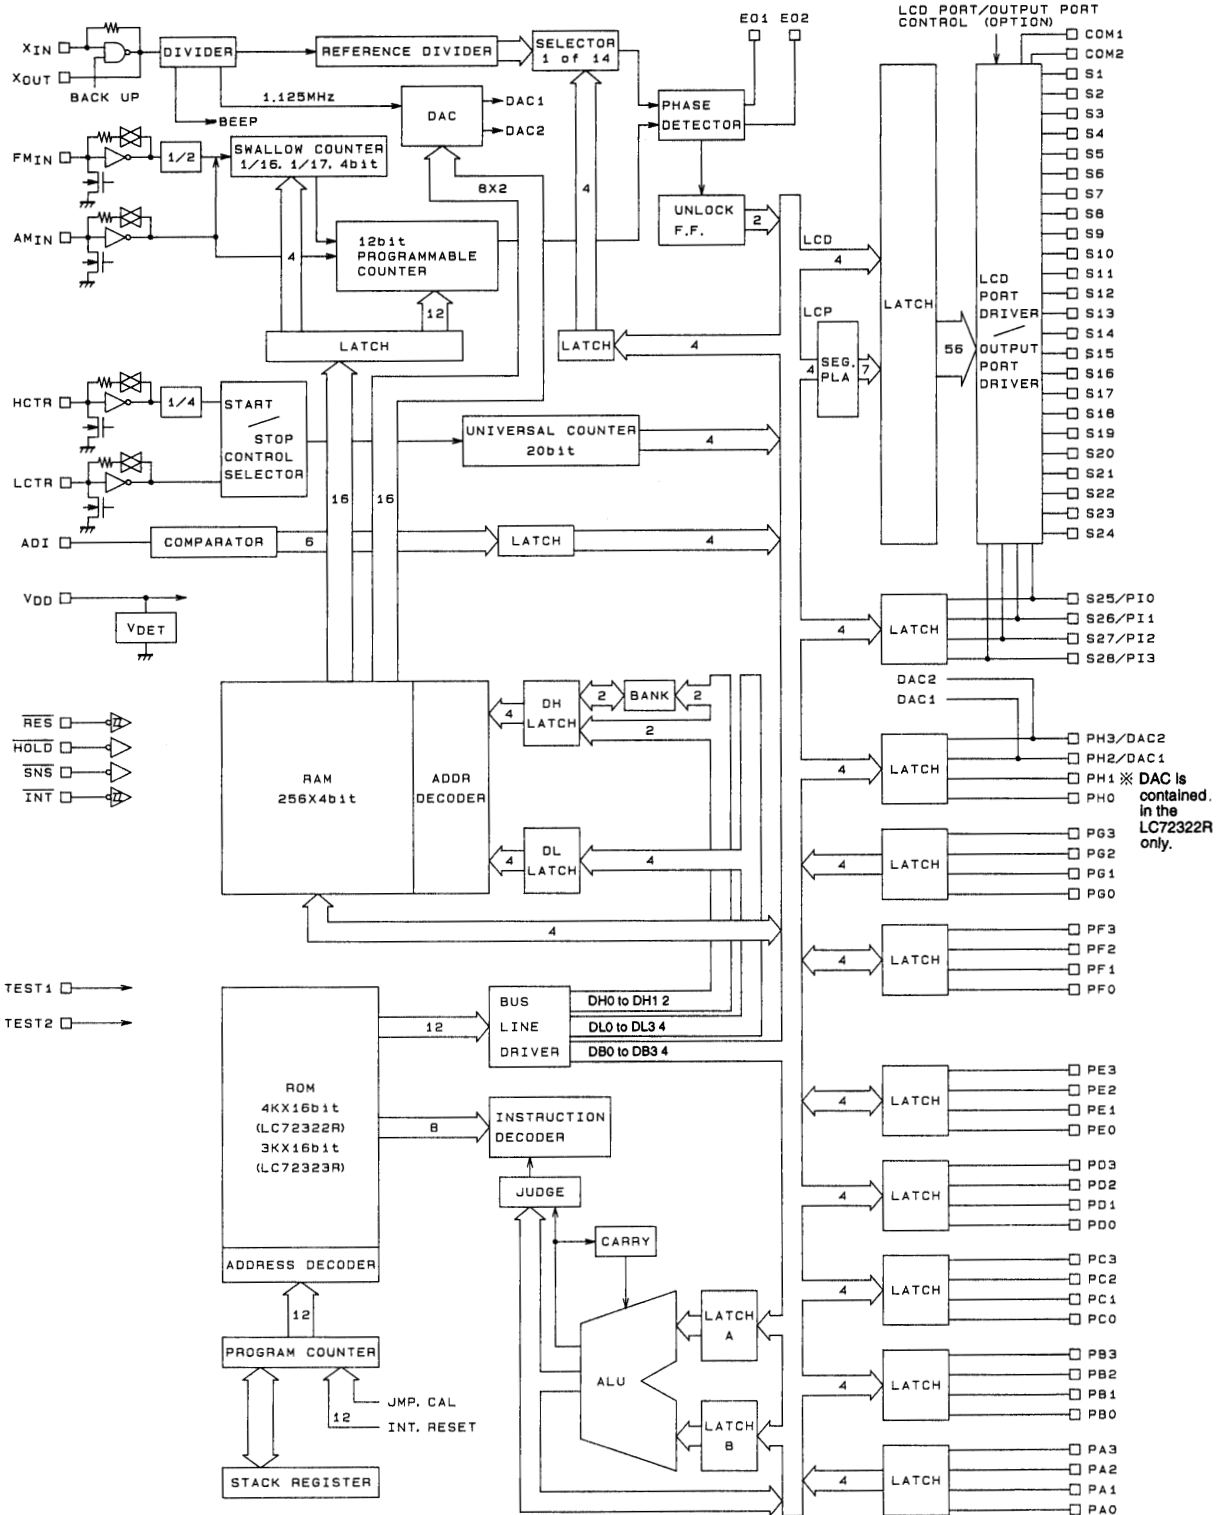 LCD PORT/OUTPUT PORT
CONTROL (OPTION)
EO1 EO2
XIN
XOUT
BACK UP
DIVIDER
REFERENCE DIVIDER
SELECTOR
1 of 14
1.125MHz
BEEP
DAC
DAC1
DAC2
PHASE
DETECTOR
FMIN
1/2
SWALLOW COUNTER
1/16, 1/17, 4bit
8X2
4
UNLOCK
F.F.
2
AMIN
4
12bit
PROGRAMMABLE
COUNTER
12
LATCH
LATCH
4
LCD
4
LCP
4
SEG.
PLA
7
LATCH
56
LCD
PORT
DRIVER
OUTPUT
PORT
DRIVER
COM1
COM2
S1
S2
S3
S4
S5
S6
S7
S8
S9
S10
S11
S12
S13
S14
S15
S16
S17
S18
S19
S20
S21
S22
S23
S24
HCTR
1/4
START
STOP
CONTROL
SELECTOR
LCTR
UNIVERSAL COUNTER
20bit
4
16
16
ADI
COMPARATOR
6
LATCH
4
VDD
VDET
4
LATCH
S25/PI0
S26/PI1
S27/PI2
S28/PI3
DAC2
DAC1
RES
HOLD
SNS
INT
RAM
256X4bit
ADDR
DECODER
4
DH
LATCH
2
BANK
2
2
4
DL
LATCH
4
4
4
LATCH
PH3/DAC2
PH2/DAC1
PH1
PH0
※ DAC is
contained
in the
LC72322R
only.
4
LATCH
PG3
PG2
PG1
PG0
4
LATCH
PF3
PF2
PF1
PF0
TEST1
TEST2
ROM
4KX16bit
(LC72322R)
3KX16bit
(LC72323R)
ADDRESS DECODER
12
BUS
LINE
DRIVER
DH0 to DH1 2
DL0 to DL3 4
DB0 to DB3 4
8
INSTRUCTION
DECODER
JUDGE
CARRY
4
LATCH
PE3
PE2
PE1
PE0
4
LATCH
PD3
PD2
PD1
PD0
4
LATCH
PC3
PC2
PC1
PC0
12
PROGRAM COUNTER
12
JMP, CAL
INT, RESET
STACK REGISTER
ALU
LATCH
A
LATCH
B
4
LATCH
PB3
PB2
PB1
PB0
4
LATCH
PA3
PA2
PA1
PA0